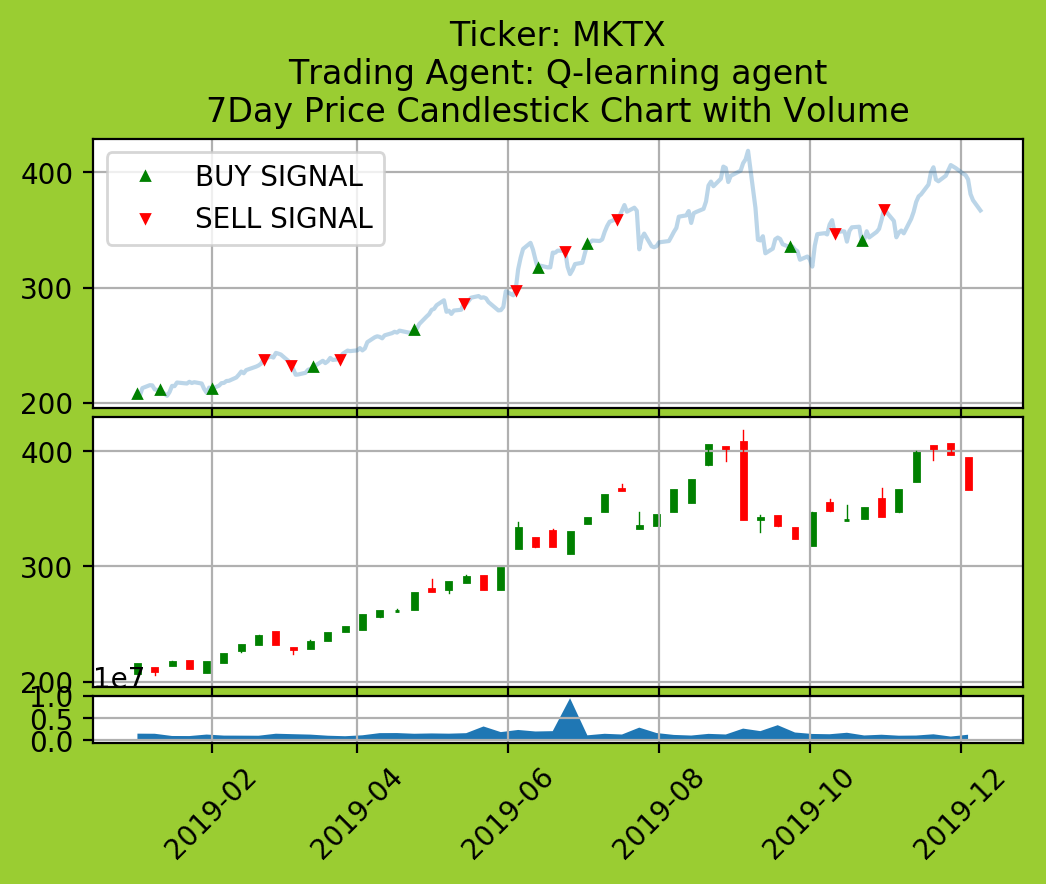 Ticker: MKTX
Trading Agent: Q-learning agent
7Day Price Candlestick Chart with Volume
BUY SIGNAL
SELL SIGNAL
400
300
200
400
300
200
1e7
1.0
0.5
0.0
2019-02
2019-04
2019-06
2019-08
2019-10
2019-12